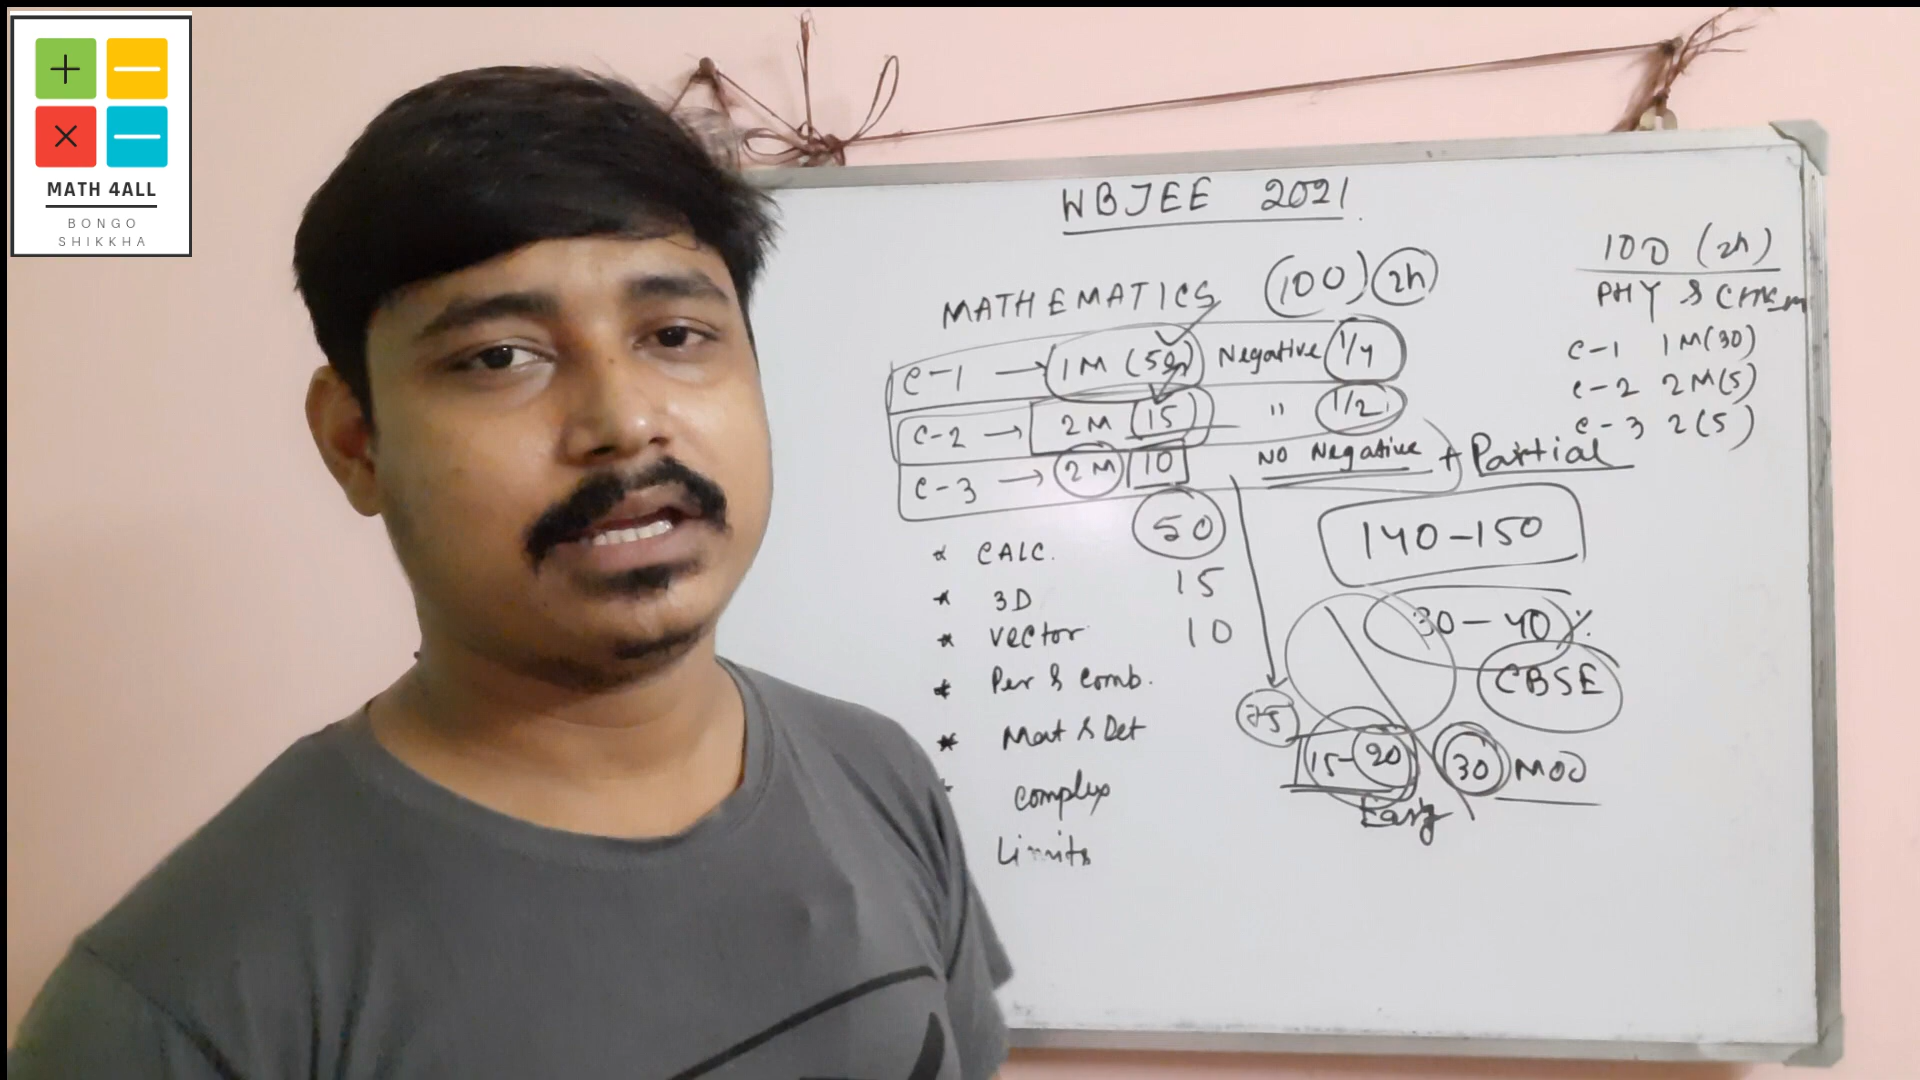 MATH 4ALL
BONGO
SHIKKHA
WBJEE 2021
MATHEMATICS (100) 2h
C-1 → 1M (50) Negative 1/4
C-2 → 2M 15 " 1/2
C-3 → 2M 10 NO Negative + Partial
100 (2h)
PHY & CHEM
C-1 1M(30)
C-2 2M(5)
C-3 2(5)
50
15
10
140-150
30-40%
CBSE
* CALC.
* 3D
* Vector
* Per & Comb.
* Mat & Det
Complex
Limits
75
15-20
Easy
30 MOD